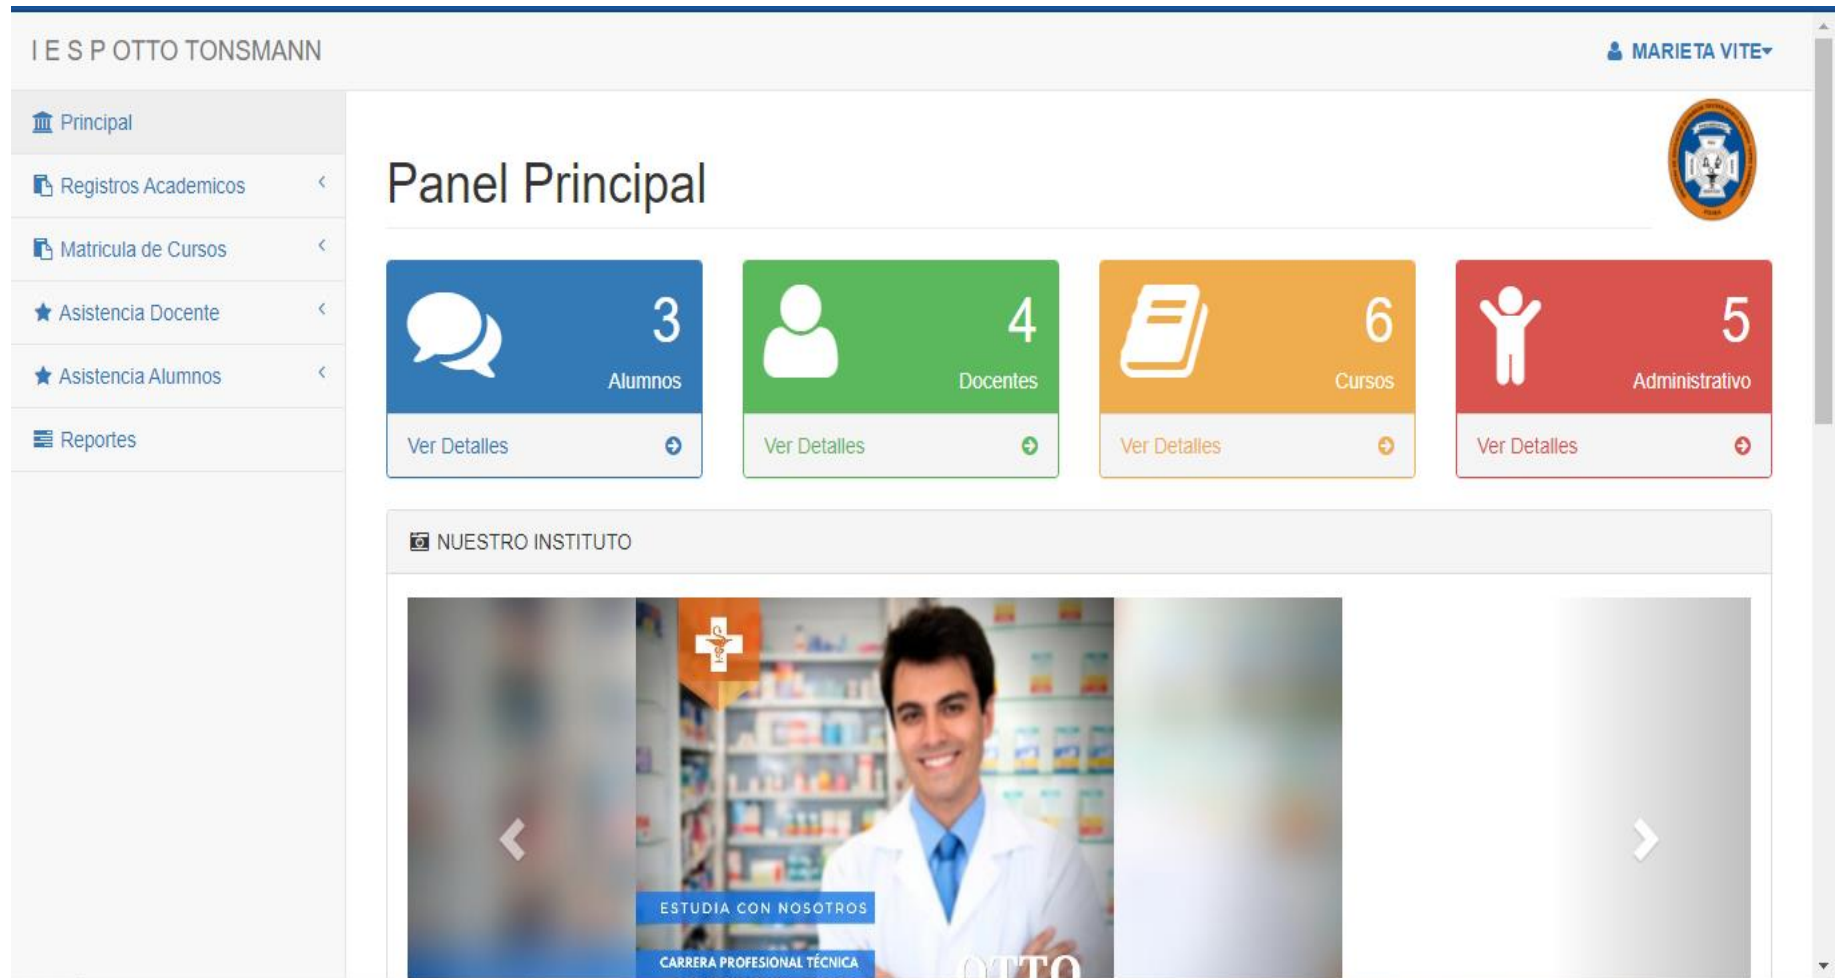 I E S P OTTO TONSMANN
MARIETA VITE
Principal
Registros Academicos
Matricula de Cursos
Asistencia Docente
Asistencia Alumnos
Reportes
Panel Principal
3
Alumnos
Ver Detalles
4
Docentes
Ver Detalles
6
Cursos
Ver Detalles
5
Administrativo
Ver Detalles
NUESTRO INSTITUTO
ESTUDIA CON NOSOTROS
CARRERA PROFESIONAL TÉCNICA
OTTO